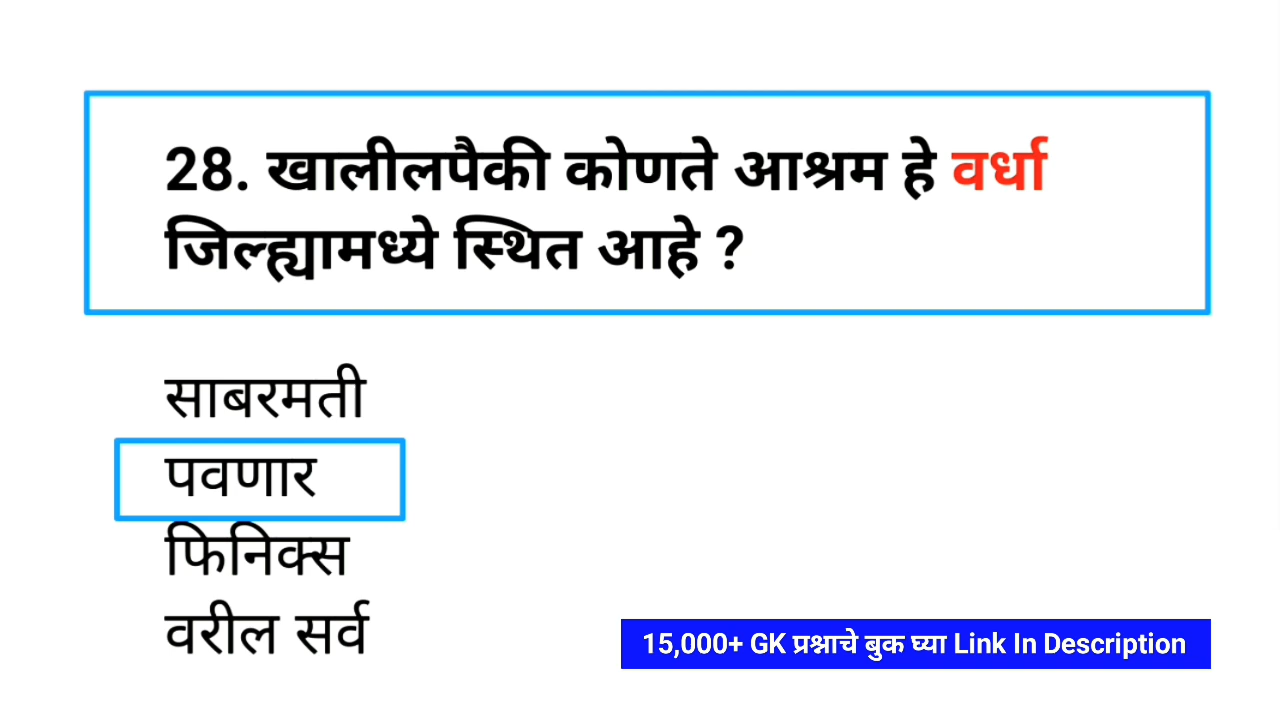 28. खालीलपैकी कोणते आश्रम हे वर्धा
जिल्ह्यामध्ये स्थित आहे ?
साबरमती
पवणार
फिनिक्स
वरील सर्व
15,000+ GK प्रश्नाचे बुक घ्या Link In Description